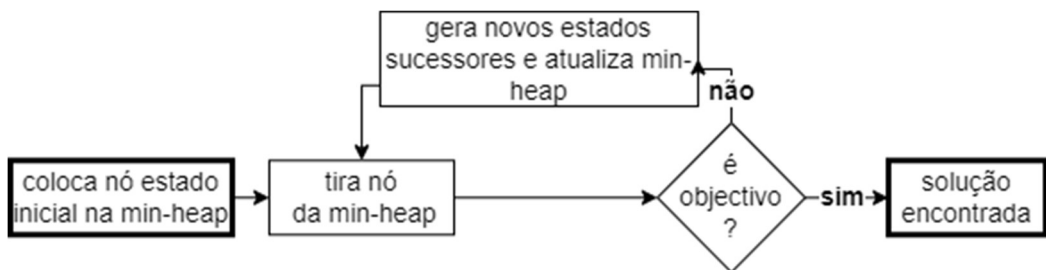 gera novos estados
sucessores e atualiza min-
heap
não
coloca nó estado
inicial na min-heap
tira nó
da min-heap
é
objectivo
?
sim
solução
encontrada